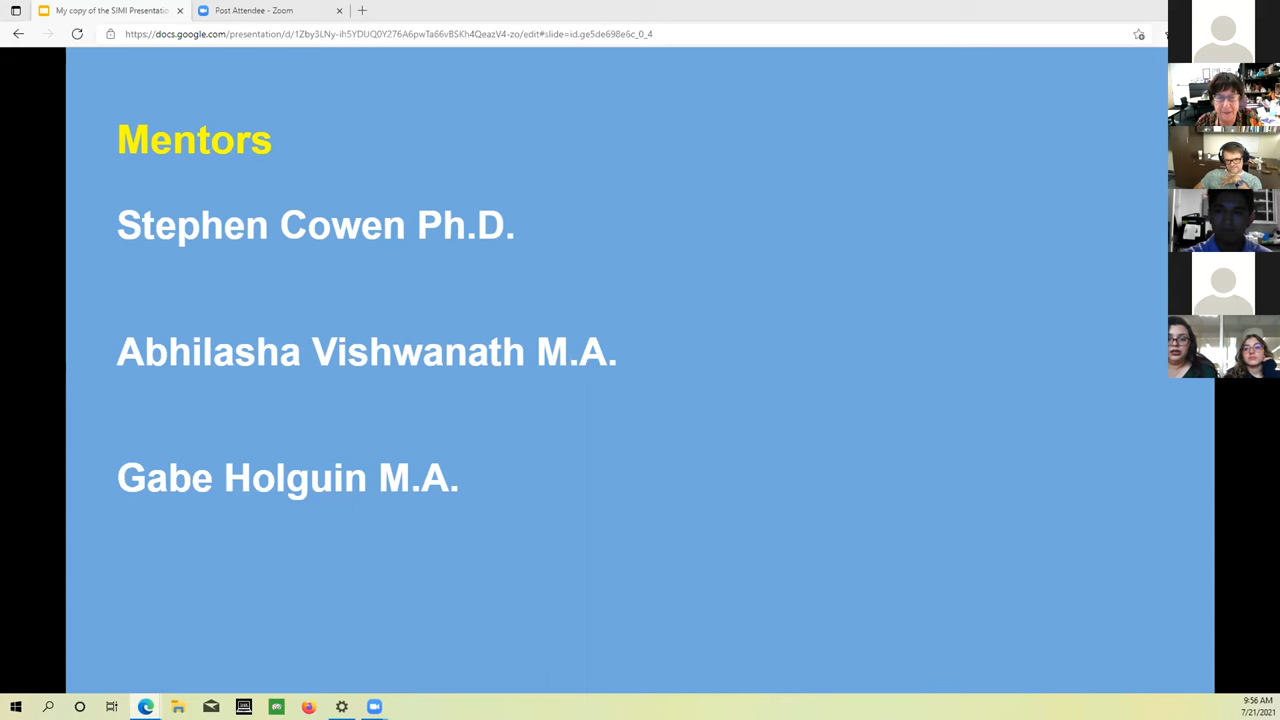 My copy of the SIMI Presentatio
Post Attendee - Zoom
https://docs.google.com/presentation/d/1Zby3LNy-ih5YDUQ0Y276A6pwTa66vBSKh4QeazV4-zo/edit#slide=id.ge5de698e6c_0_4
Mentors
Stephen Cowen Ph.D.
Abhilasha Vishwanath M.A.
Gabe Holguin M.A.
9:56 AM
7/21/2021